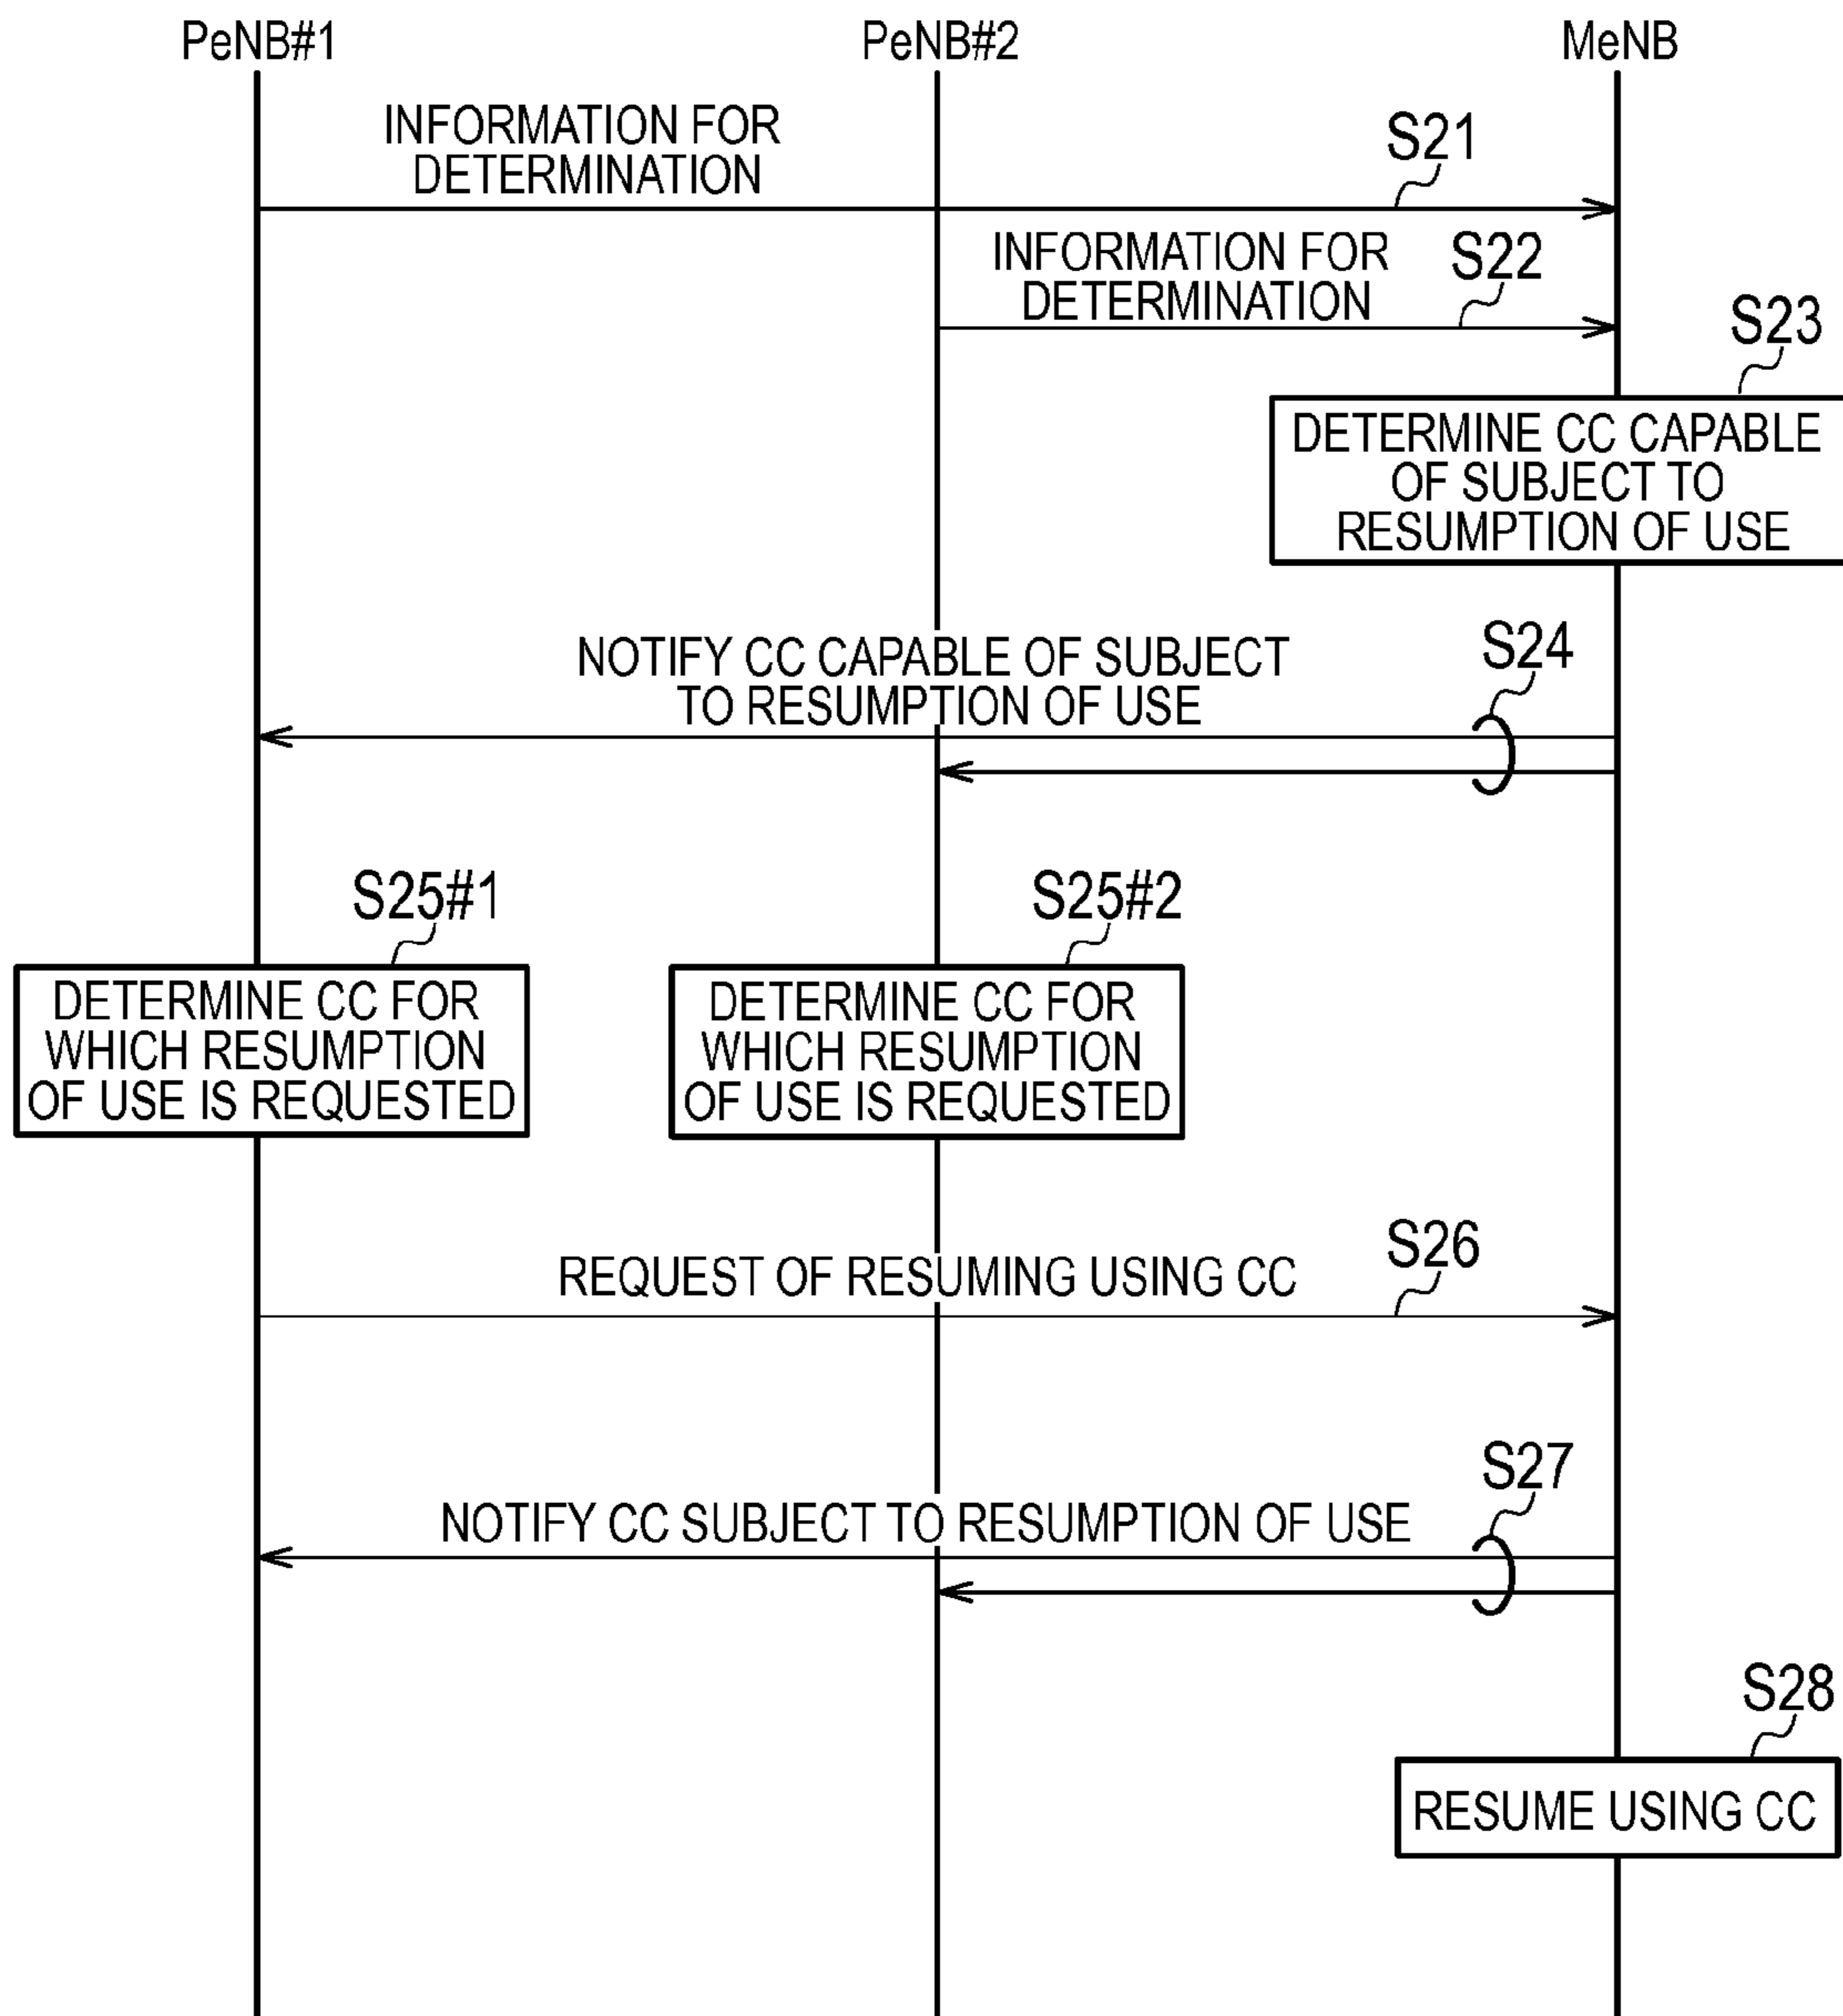 PeNB#1
PeNB#2
MeNB
INFORMATION FOR
DETERMINATION
S21
INFORMATION FOR
DETERMINATION
S22
S23
DETERMINE CC CAPABLE
OF SUBJECT TO
RESUMPTION OF USE
NOTIFY CC CAPABLE OF SUBJECT
TO RESUMPTION OF USE
S24
S25#1
S25#2
DETERMINE CC FOR
WHICH RESUMPTION
OF USE IS REQUESTED
DETERMINE CC FOR
WHICH RESUMPTION
OF USE IS REQUESTED
REQUEST OF RESUMING USING CC
S26
S27
NOTIFY CC SUBJECT TO RESUMPTION OF USE
S28
RESUME USING CC